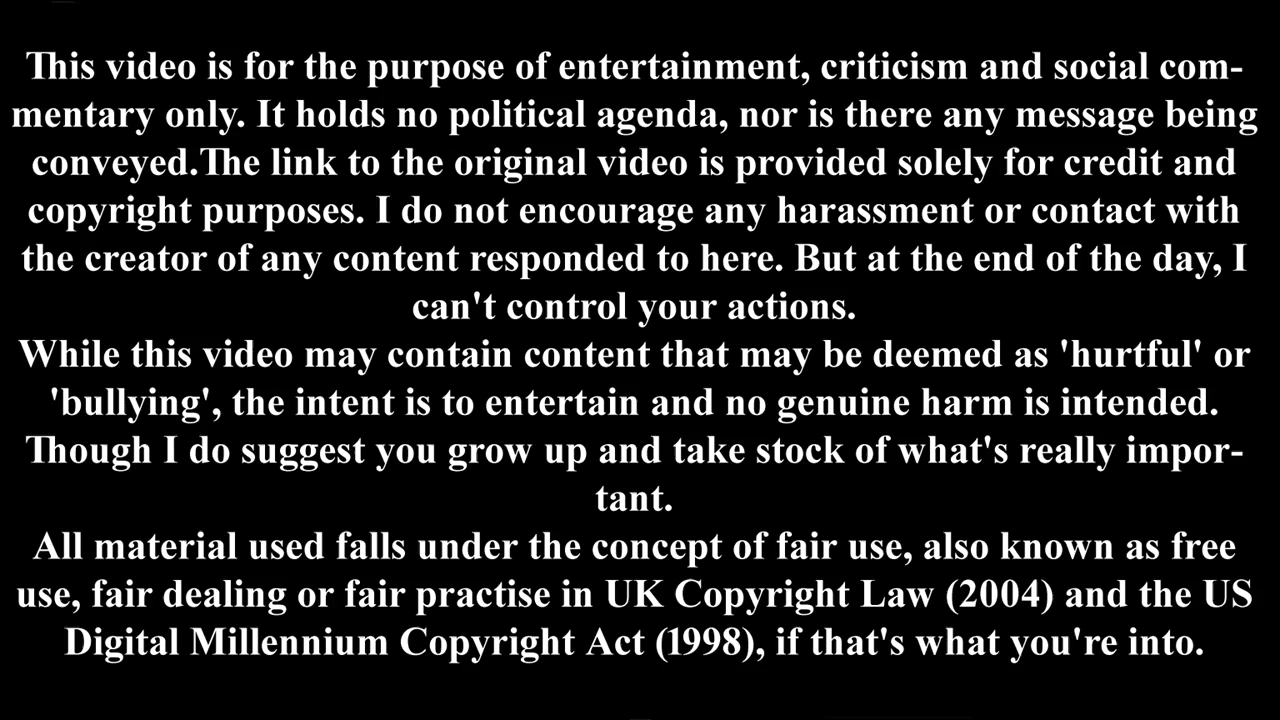 This video is for the purpose of entertainment, criticism and social com-
mentary only. It holds no political agenda, nor is there any message being
conveyed.The link to the original video is provided solely for credit and
copyright purposes. I do not encourage any harassment or contact with
the creator of any content responded to here. But at the end of the day, I
can't control your actions.
While this video may contain content that may be deemed as 'hurtful' or
'bullying', the intent is to entertain and no genuine harm is intended.
Though I do suggest you grow up and take stock of what's really impor-
tant.
All material used falls under the concept of fair use, also known as free
use, fair dealing or fair practise in UK Copyright Law (2004) and the US
Digital Millennium Copyright Act (1998), if that's what you're into.